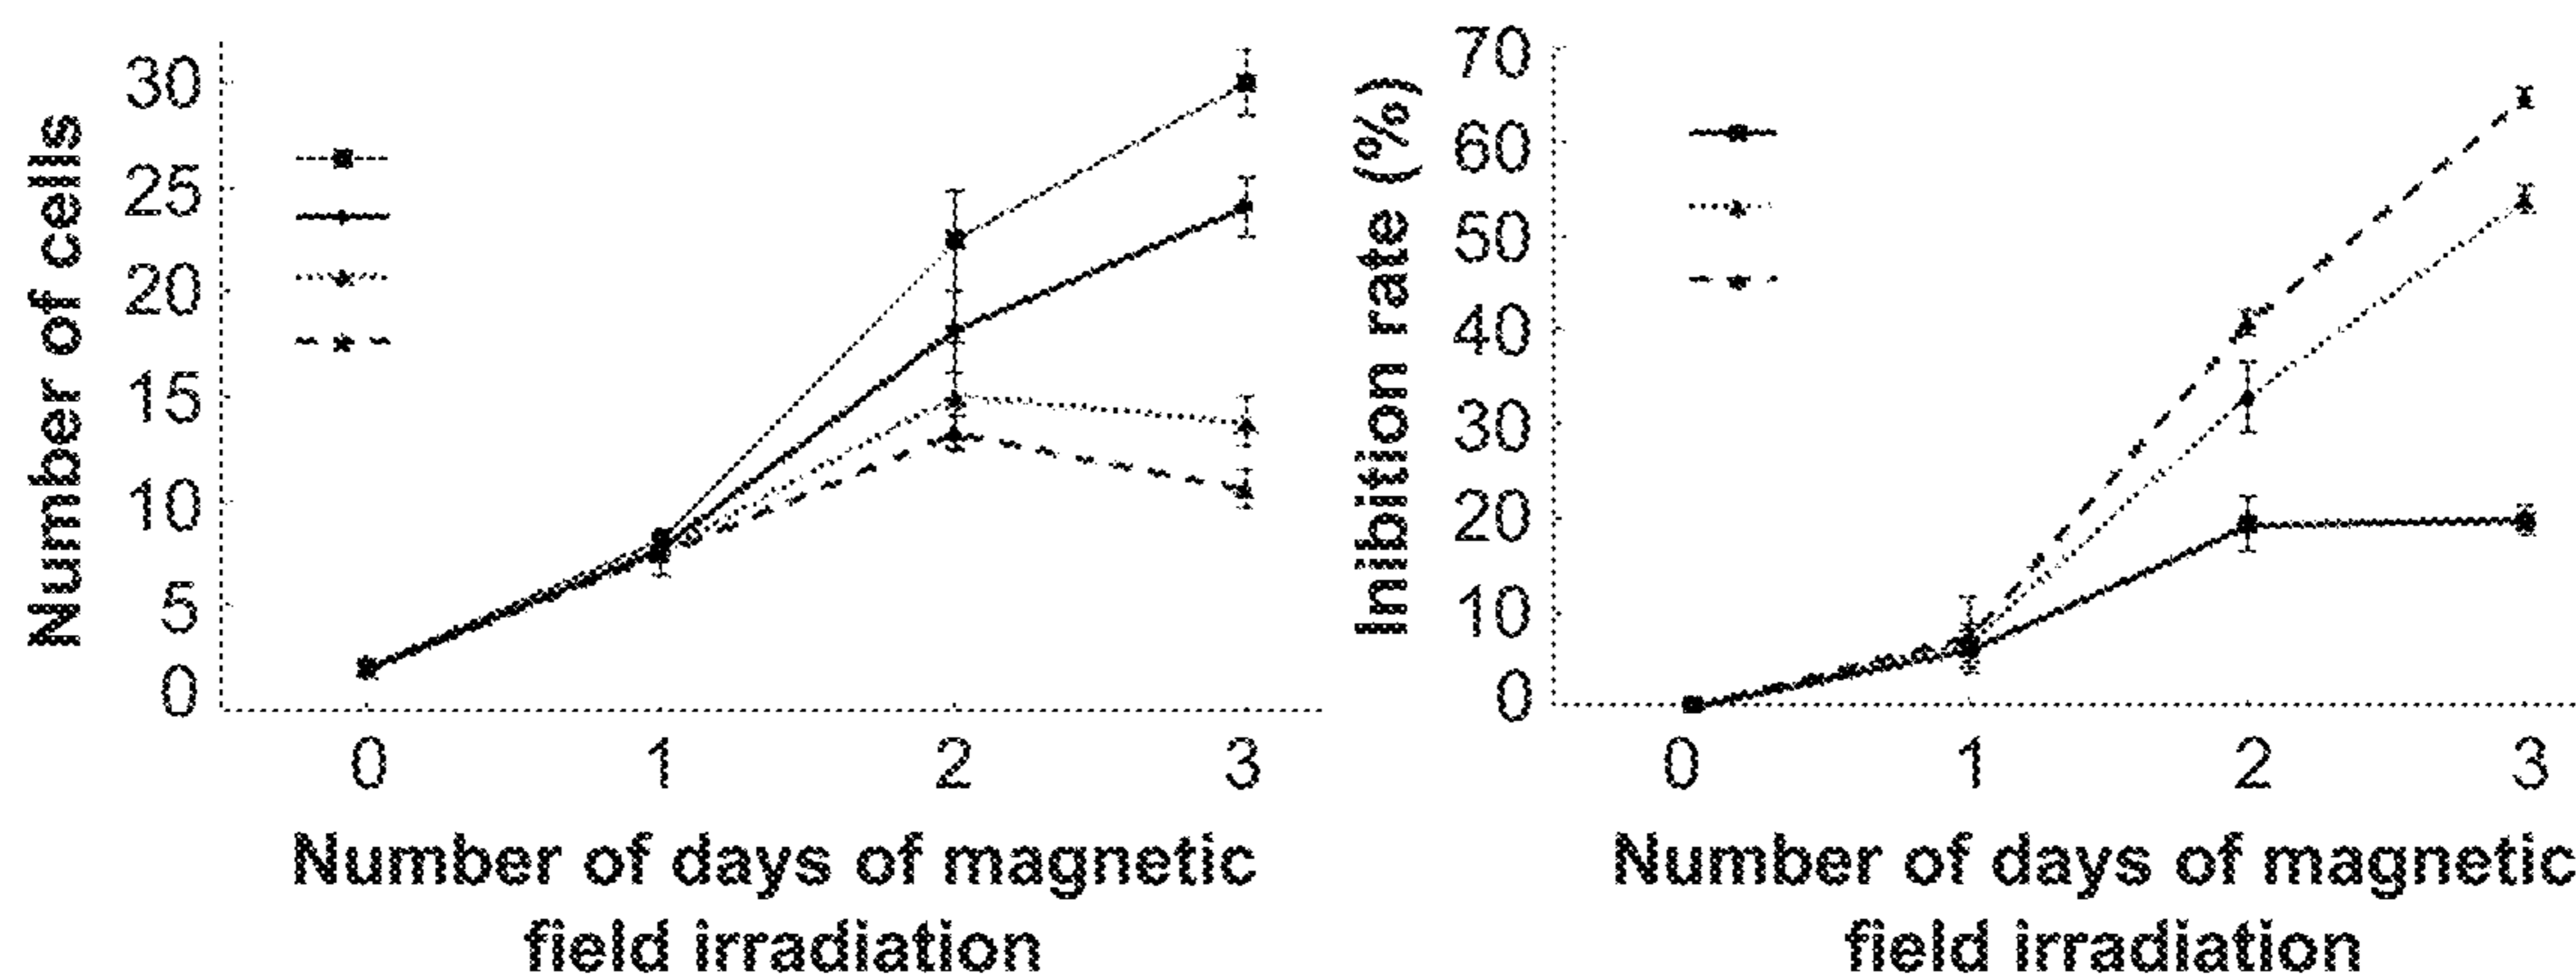 Number of cells
30
25
20
15
10
5
0
0 1 2 3
Number of days of magnetic
field irradiation
Inibition rate (%)
70
60
50
40
30
20
10
0
0 1 2 3
Number of days of magnetic
field irradiation